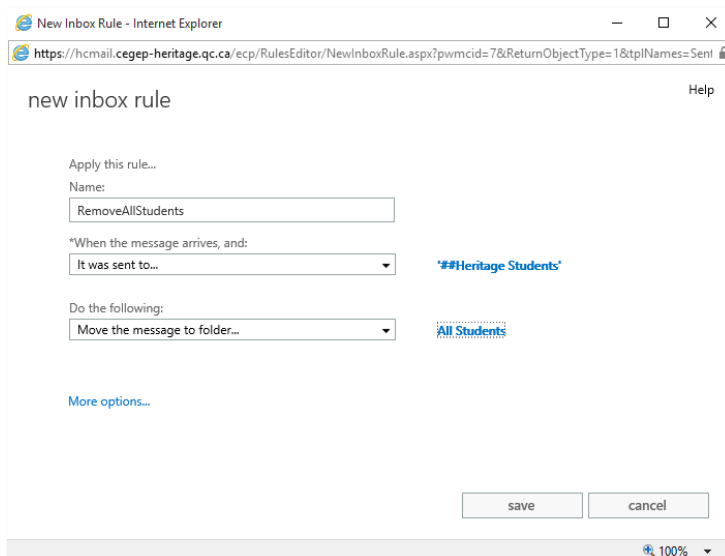 New Inbox Rule - Internet Explorer
https://hcmail.cegep-heritage.qc.ca/ecp/RulesEditor/NewInboxRule.aspx?pwmcid=7&ReturnObjectType=1&tplNames=Sent
Help
new inbox rule
Apply this rule...
Name:
RemoveAllStudents
*When the message arrives, and:
It was sent to... '##Heritage Students'
Do the following:
Move the message to folder... All Students
More options...
save cancel
100%